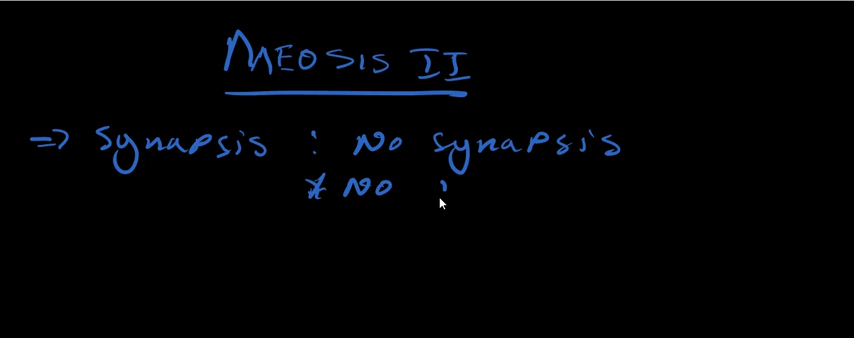 MEOSIS II
=> synapsis : No synapsis
* No